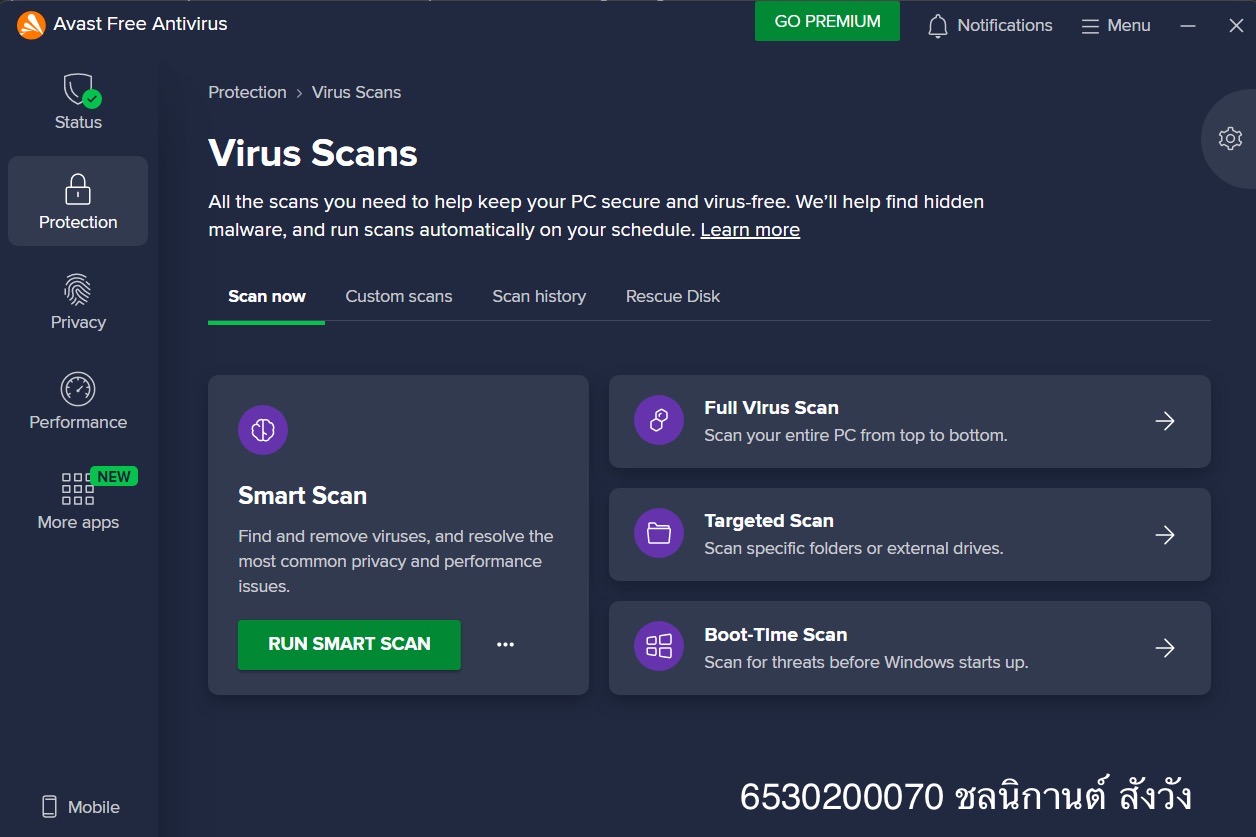 Avast Free Antivirus
GO PREMIUM
Notifications
Menu
Status
Protection
Privacy
Performance
NEW
More apps
Mobile
Protection > Virus Scans
Virus Scans
All the scans you need to help keep your PC secure and virus-free. We’ll help find hidden
malware, and run scans automatically on your schedule. Learn more
Scan now
Custom scans
Scan history
Rescue Disk
Smart Scan
Find and remove viruses, and resolve the
most common privacy and performance
issues.
RUN SMART SCAN
Full Virus Scan
Scan your entire PC from top to bottom.
Targeted Scan
Scan specific folders or external drives.
Boot-Time Scan
Scan for threats before Windows starts up.
6530200070 ชลนิกานต์ สังวัง